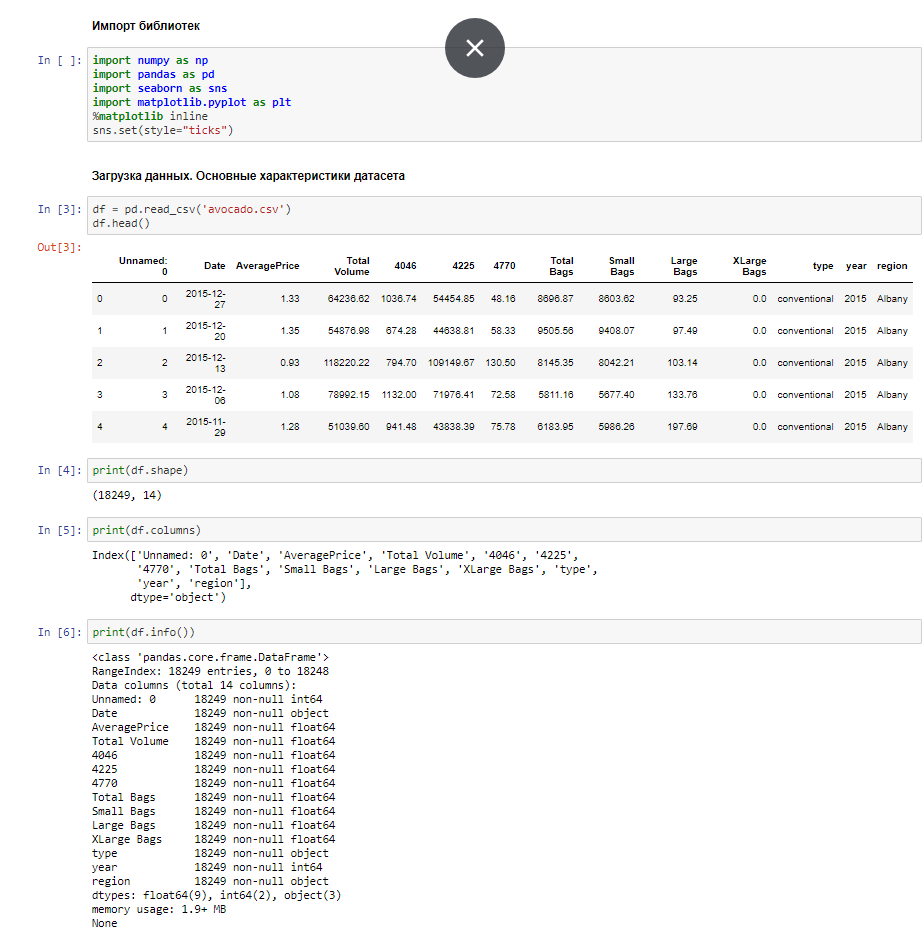 Импорт библиотек
In [ ]:
import numpy as np
import pandas as pd
import seaborn as sns
import matplotlib.pyplot as plt
%matplotlib inline
sns.set(style="ticks")
Загрузка данных. Основные характеристики датасета
In [3]:
df = pd.read_csv('avocado.csv')
df.head()
Out[3]:
Unnamed: 0 Date AveragePrice Total Volume 4046 4225 4770 Total Bags Small Bags Large Bags XLarge Bags type year region
0 0 2015-12-27 1.33 64236.62 1036.74 54454.85 48.16 8696.87 8603.62 93.25 0.0 conventional 2015 Albany
1 1 2015-12-20 1.35 54876.98 674.28 44638.81 58.33 9505.56 9408.07 97.49 0.0 conventional 2015 Albany
2 2 2015-12-13 0.93 118220.22 794.70 109149.67 130.50 8145.35 8042.21 103.14 0.0 conventional 2015 Albany
3 3 2015-12-06 1.08 78992.15 1132.00 71976.41 72.58 5811.16 5677.40 133.76 0.0 conventional 2015 Albany
4 4 2015-11-29 1.28 51039.60 941.48 43838.39 75.78 6183.95 5986.26 197.69 0.0 conventional 2015 Albany
In [4]:
print(df.shape)
(18249, 14)
In [5]:
print(df.columns)
Index(['Unnamed: 0', 'Date', 'AveragePrice', 'Total Volume', '4046', '4225',
'4770', 'Total Bags', 'Small Bags', 'Large Bags', 'XLarge Bags', 'type',
'year', 'region'],
dtype='object')
In [6]:
print(df.info())
<class 'pandas.core.frame.DataFrame'>
RangeIndex: 18249 entries, 0 to 18248
Data columns (total 14 columns):
Unnamed: 0 18249 non-null int64
Date 18249 non-null object
AveragePrice 18249 non-null float64
Total Volume 18249 non-null float64
4046 18249 non-null float64
4225 18249 non-null float64
4770 18249 non-null float64
Total Bags 18249 non-null float64
Small Bags 18249 non-null float64
Large Bags 18249 non-null float64
XLarge Bags 18249 non-null float64
type 18249 non-null object
year 18249 non-null int64
region 18249 non-null object
dtypes: float64(9), int64(2), object(3)
memory usage: 1.9+ MB
None